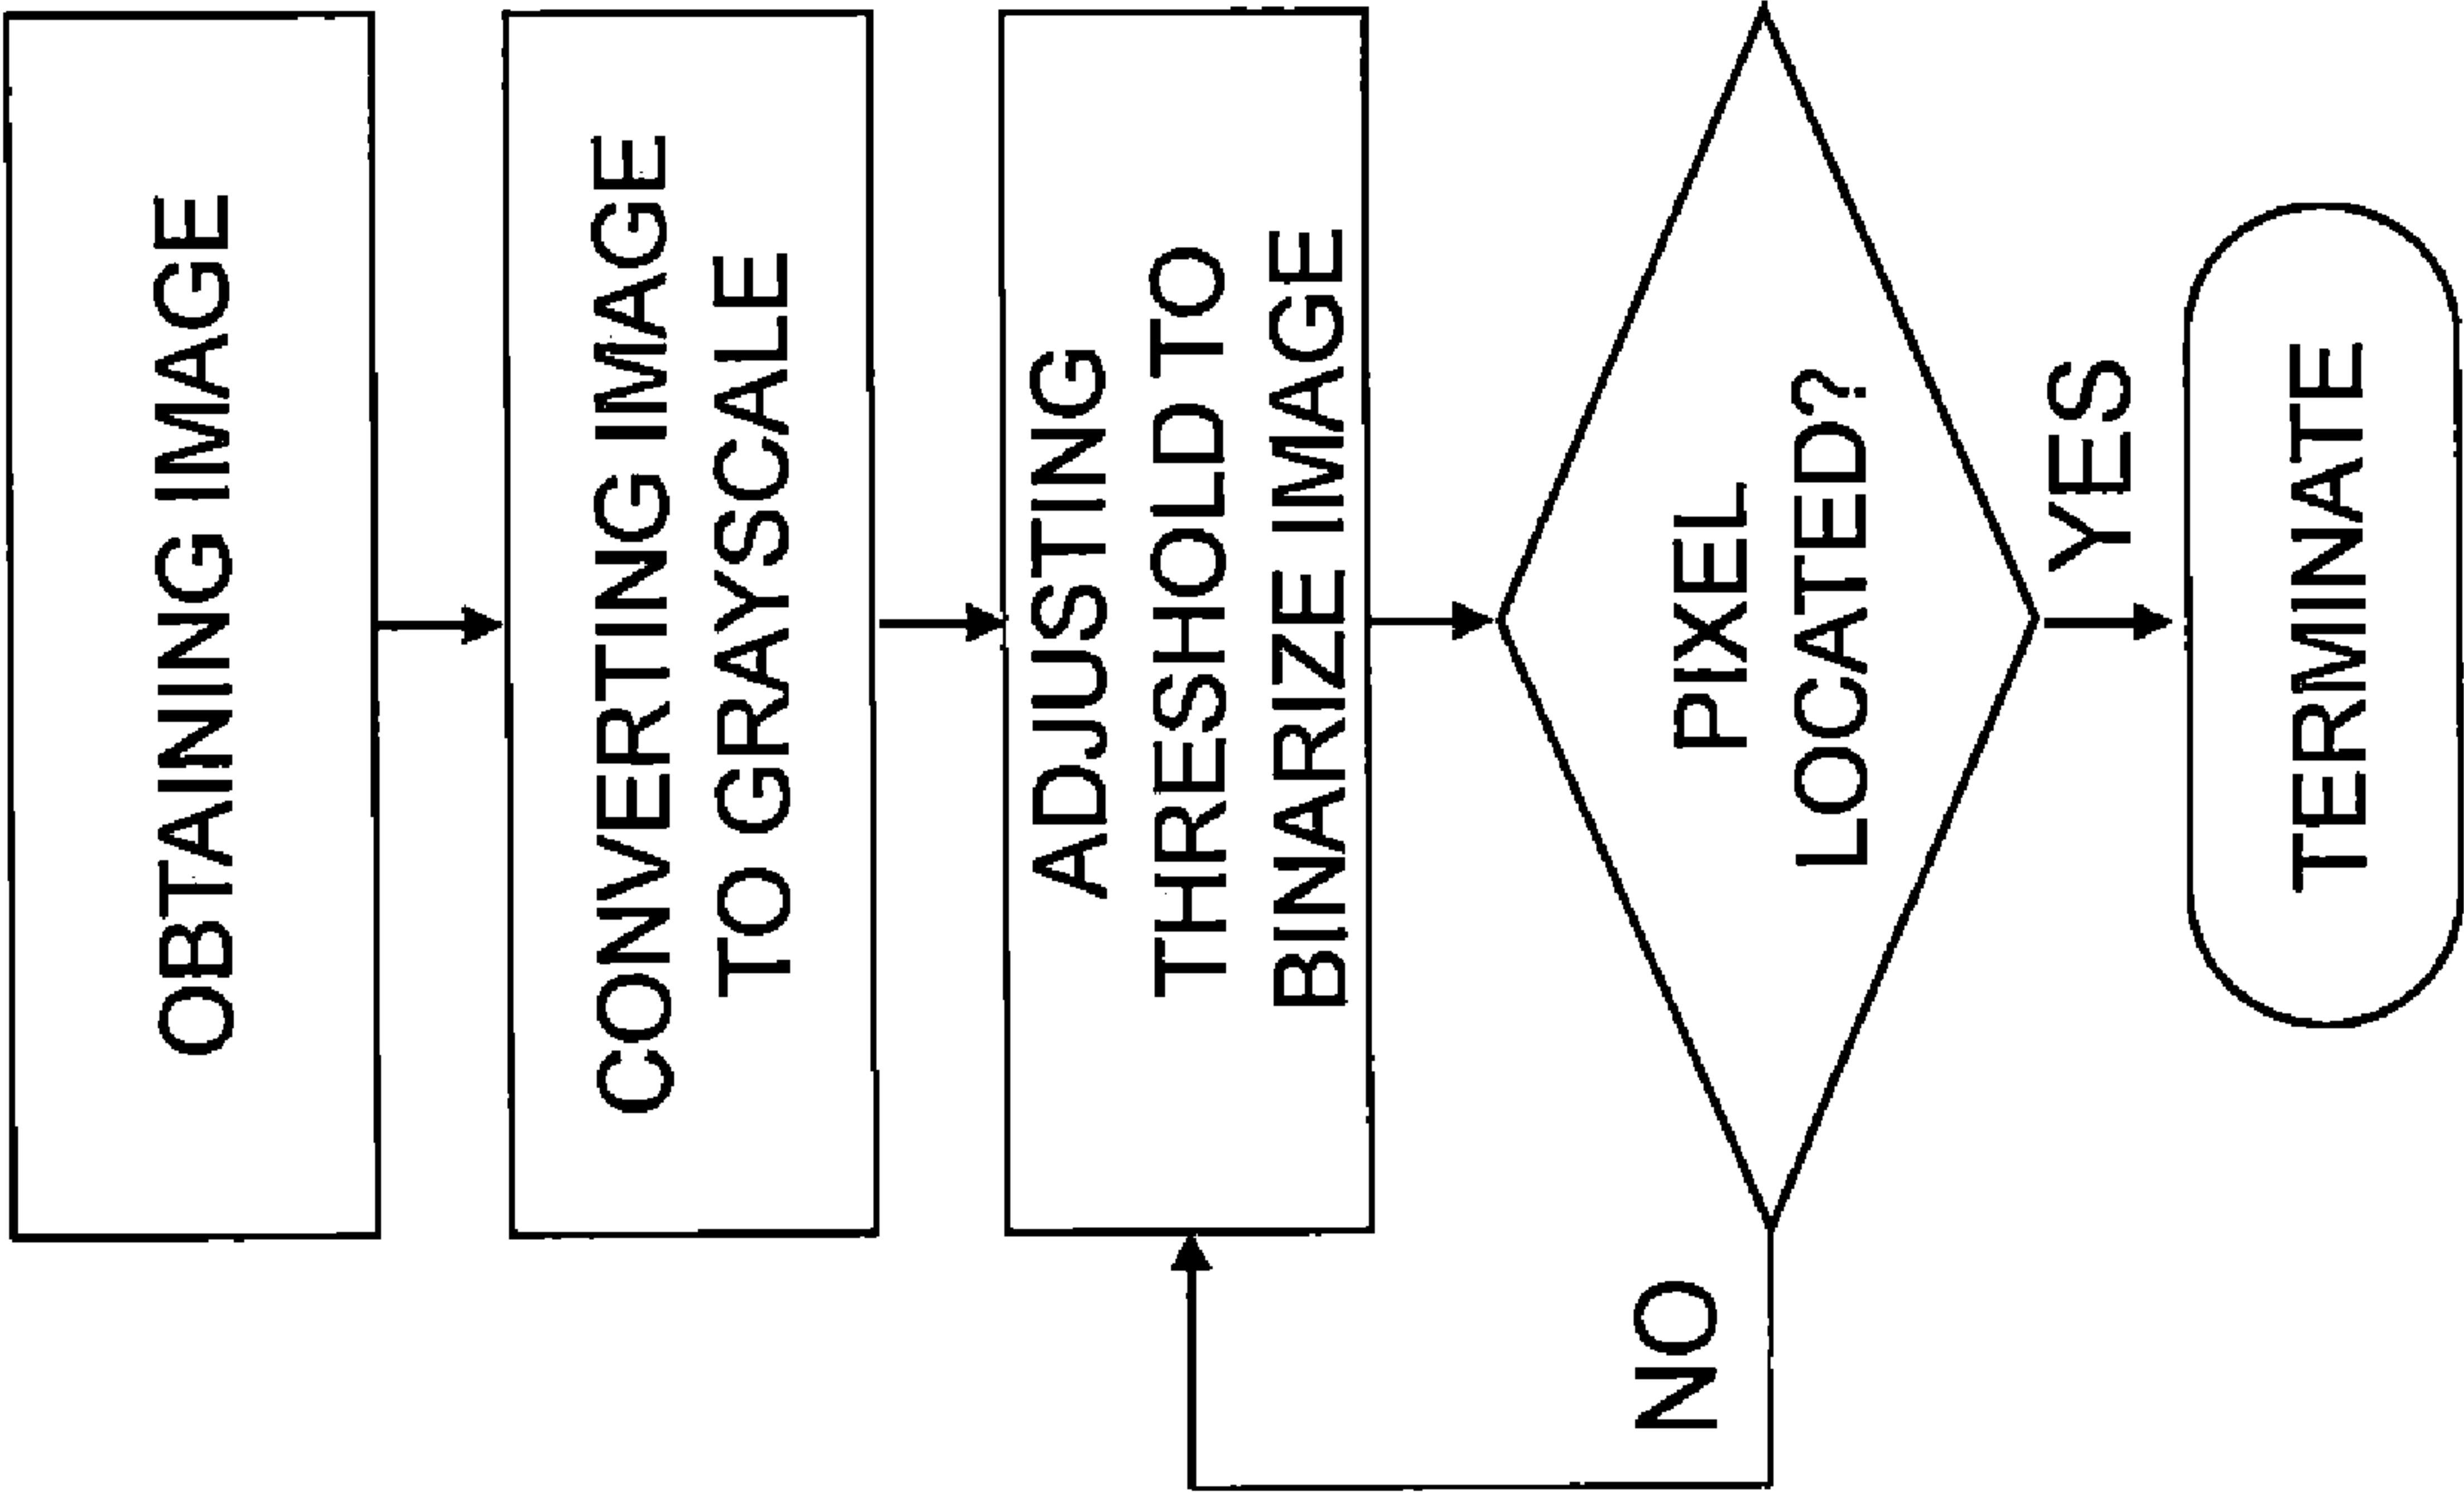 OBTAINING IMAGE
CONVERTING IMAGE
TO GRAYSCALE
ADJUSTING
THRESHOLD TO
BINARIZE IMAGE
PIXEL
LOCATED?
NO
YES
TERMINATE